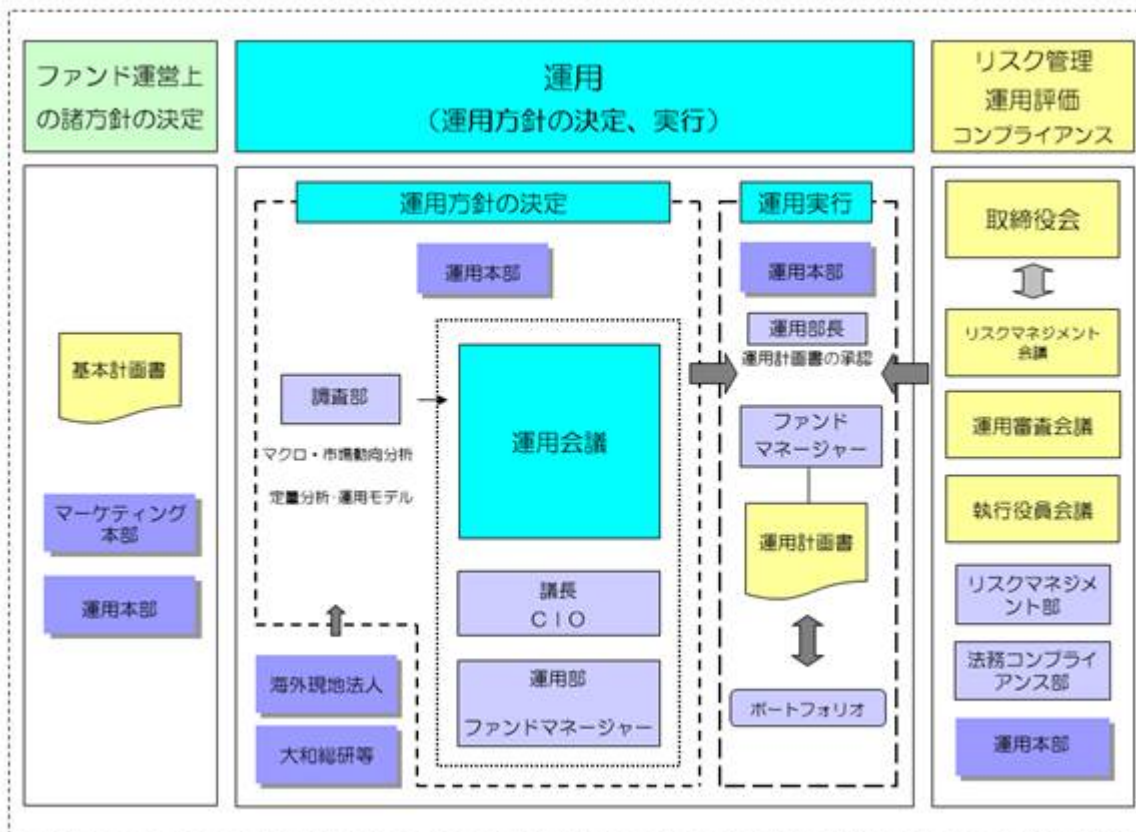 ファンド運営上
の諸方針の決定
運用
（運用方針の決定、実行）
リスク管理
運用評価
コンプライアンス
基本計画書
マーケティング
本部
運用本部
運用方針の決定
運用本部
調査部
マクロ・市場動向分析
定量分析・運用モデル
運用会議
議長
ＣＩＯ
運用部
ファンドマネージャー
海外現地法人
大和総研等
運用実行
運用本部
運用部長
運用計画書の承認
ファンド
マネージャー
運用計画書
ポートフォリオ
取締役会
リスクマネジメント
会議
運用審査会議
執行役員会議
リスクマネジメ
ント部
法務コンプライ
アンス部
運用本部